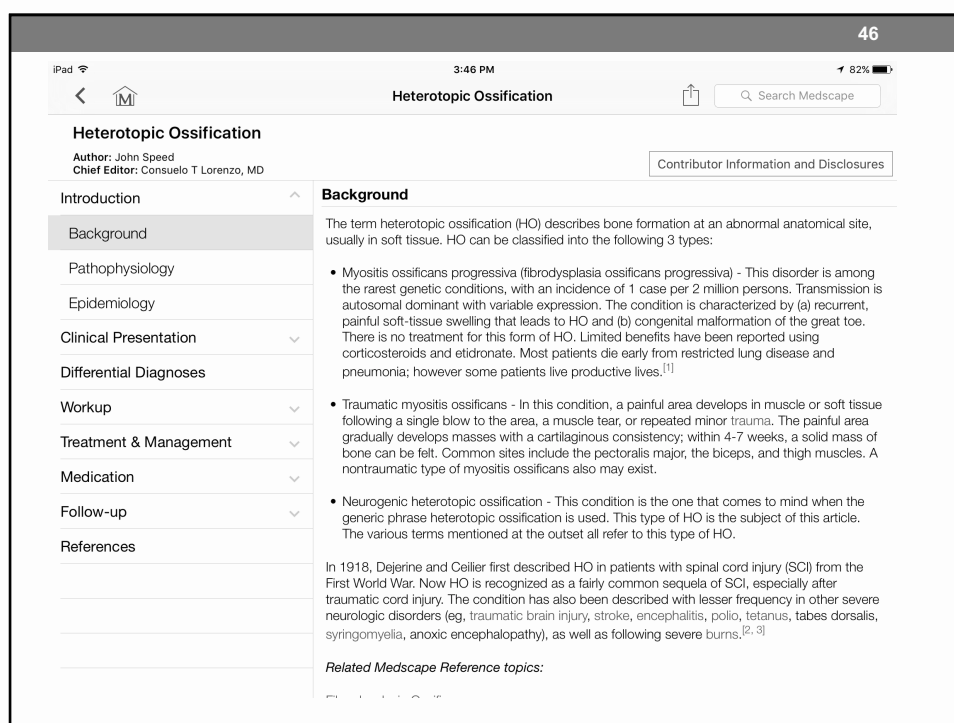 46
iPad 3:46 PM 82%
M Heterotopic Ossification Search Medscape
Heterotopic Ossification
Author: John Speed
Chief Editor: Consuelo T Lorenzo, MD
Contributor Information and Disclosures
Introduction
Background
Pathophysiology
Epidemiology
Clinical Presentation
Differential Diagnoses
Workup
Treatment & Management
Medication
Follow-up
References
Background
The term heterotopic ossification (HO) describes bone formation at an abnormal anatomical site,
usually in soft tissue. HO can be classified into the following 3 types:
• Myositis ossificans progressiva (fibrodysplasia ossificans progressiva) - This disorder is among
the rarest genetic conditions, with an incidence of 1 case per 2 million persons. Transmission is
autosomal dominant with variable expression. The condition is characterized by (a) recurrent,
painful soft-tissue swelling that leads to HO and (b) congenital malformation of the great toe.
There is no treatment for this form of HO. Limited benefits have been reported using
corticosteroids and etidronate. Most patients die early from restricted lung disease and
pneumonia; however some patients live productive lives.[1]
• Traumatic myositis ossificans - In this condition, a painful area develops in muscle or soft tissue
following a single blow to the area, a muscle tear, or repeated minor trauma. The painful area
gradually develops masses with a cartilaginous consistency; within 4-7 weeks, a solid mass of
bone can be felt. Common sites include the pectoralis major, the biceps, and thigh muscles. A
nontraumatic type of myositis ossificans also may exist.
• Neurogenic heterotopic ossification - This condition is the one that comes to mind when the
generic phrase heterotopic ossification is used. This type of HO is the subject of this article.
The various terms mentioned at the outset all refer to this type of HO.
In 1918, Dejerine and Ceilier first described HO in patients with spinal cord injury (SCI) from the
First World War. Now HO is recognized as a fairly common sequela of SCI, especially after
traumatic cord injury. The condition has also been described with lesser frequency in other severe
neurologic disorders (eg, traumatic brain injury, stroke, encephalitis, polio, tetanus, tabes dorsalis,
syringomyelia, anoxic encephalopathy), as well as following severe burns.[2, 3]
Related Medscape Reference topics: